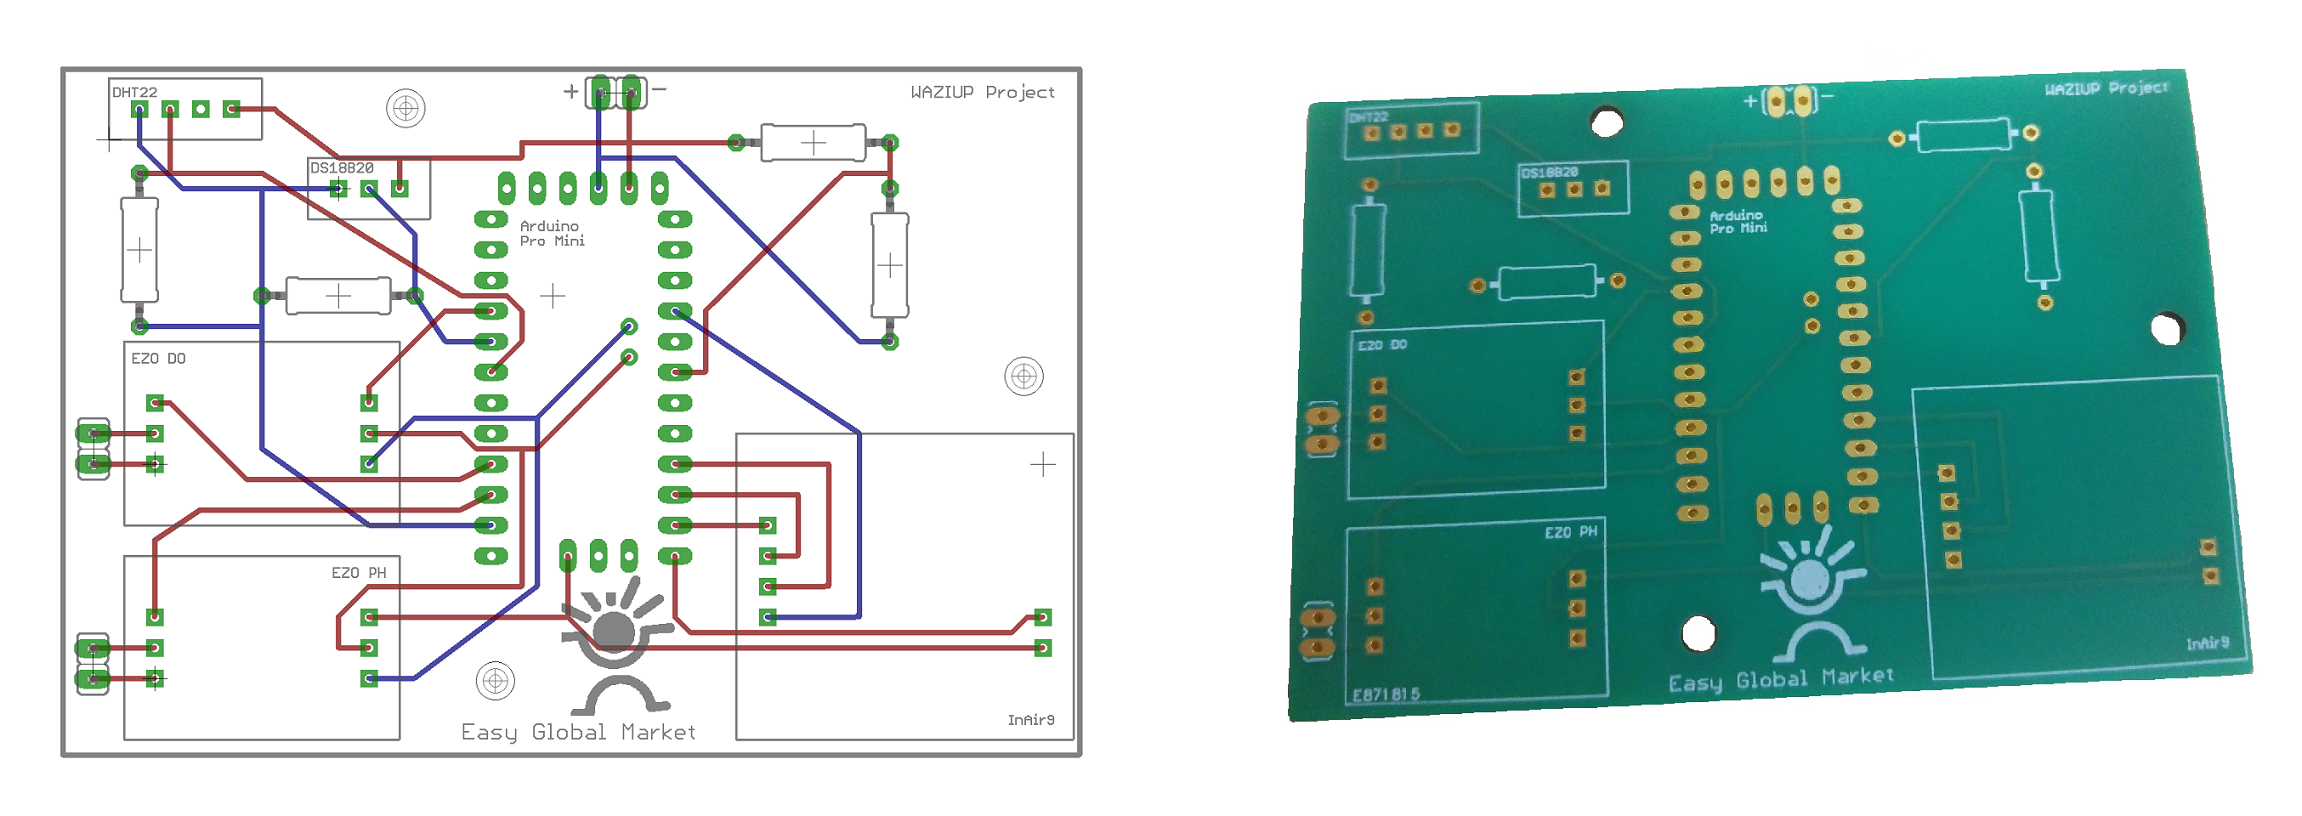 DHT22
+ -
WAZIUP Project
DS18B20
Arduino
Pro Mini
EZO DO
EZO PH
InAir9
Easy Global Market
DHT22
+ -
WAZIUP Project
DS18B20
Arduino
Pro Mini
EZO DO
EZO PH
E871815
InAir9
Easy Global Market